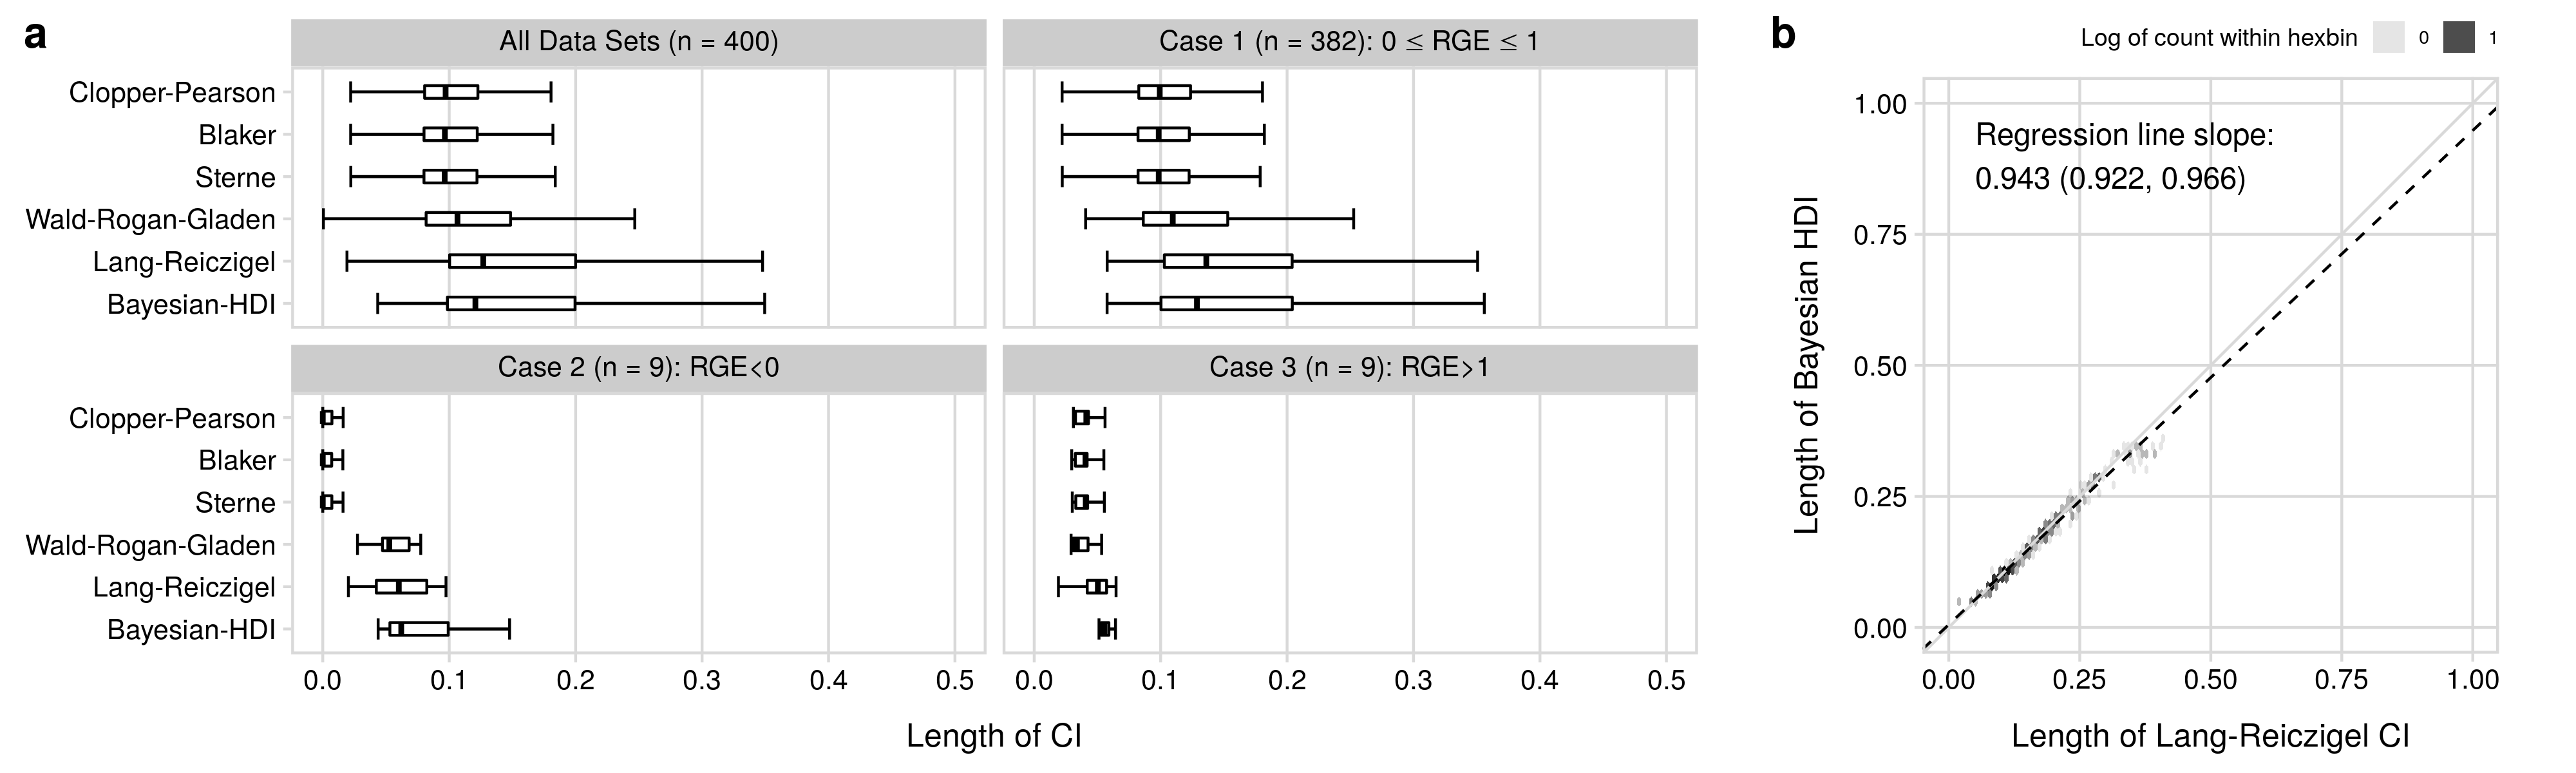 a
All Data Sets (n = 400)
Case 1 (n = 382): 0 ≤ RGE ≤ 1
Clopper-Pearson
Blaker
Sterne
Wald-Rogan-Gladen
Lang-Reiczigel
Bayesian-HDI
Case 2 (n = 9): RGE<0
Case 3 (n = 9): RGE>1
Clopper-Pearson
Blaker
Sterne
Wald-Rogan-Gladen
Lang-Reiczigel
Bayesian-HDI
0.0 0.1 0.2 0.3 0.4 0.5
0.0 0.1 0.2 0.3 0.4 0.5
Length of CI
b
Log of count within hexbin 0 1
Length of Bayesian HDI
1.00
0.75
0.50
0.25
0.00
Regression line slope:
0.943 (0.922, 0.966)
0.00 0.25 0.50 0.75 1.00
Length of Lang-Reiczigel CI